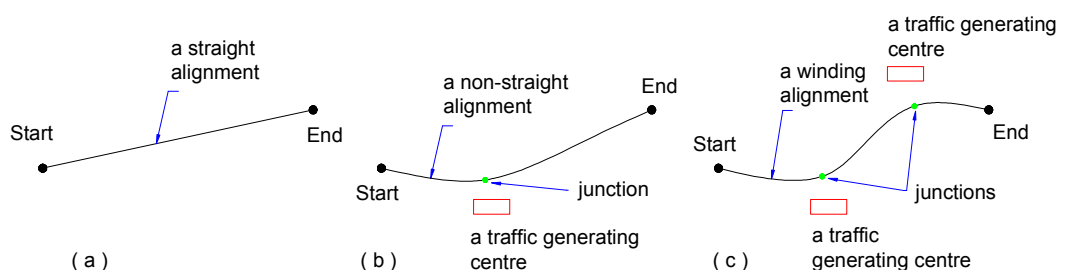 a straight
alignment
Start
End
( a )
a non-straight
alignment
End
Start
junction
a traffic generating
centre
( b )
a traffic generating
centre
a winding
alignment
Start
End
junctions
a traffic
generating centre
( c )